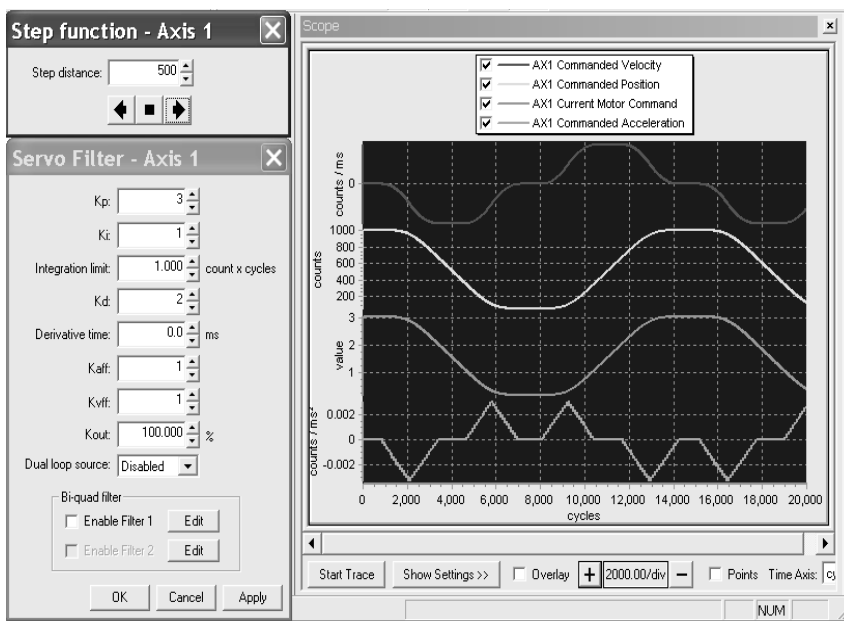 Step function - Axis 1
Step distance: 500
Servo Filter - Axis 1
Kp: 3
Ki: 1
Integration limit: 1.000 count x cycles
Kd: 2
Derivative time: 0.0 ms
Kaff: 1
Kvff: 1
Kout: 100.000 %
Dual loop source: Disabled
Bi-quad filter
Enable Filter 1 Edit
Enable Filter 2 Edit
OK Cancel Apply
Scope
AX1 Commanded Velocity
AX1 Commanded Position
AX1 Current Motor Command
AX1 Commanded Acceleration
counts / ms
0
counts
1000
800
600
400
200
value
3
2
1
counts / ms²
0.002
0
-0.002
0 2,000 4,000 6,000 8,000 10,000 12,000 14,000 16,000 18,000 20,000
cycles
Start Trace Show Settings >> Overlay + 2000.00/div - Points Time Axis: cy
NUM